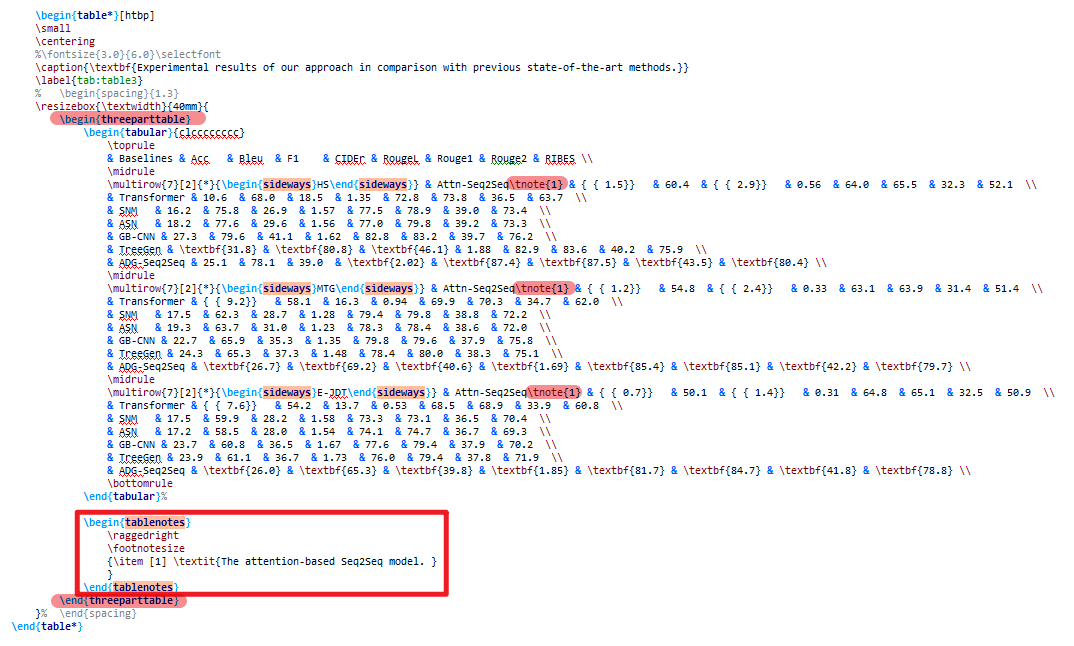 \begin{table*}[htbp]
\small
\centering
%\fontsize{3.0}{6.0}\selectfont
\caption{\textbf{Experimental results of our approach in comparison with previous state-of-the-art methods.}}
\label{tab:table3}
%   \begin{spacing}{1.3}
\resizebox{\textwidth}{40mm}{
\begin{threeparttable}
\begin{tabular}{clcccccccc}
\toprule
& Baselines & Acc   & Bleu  & F1    & CIDEr & RougeL & Rouge1 & Rouge2 & RIBES \\
\midrule
\multirow{7}[2]{*}{\begin{sideways}HS\end{sideways}} & Attn-Seq2Seq\tnote{1} & { { 1.5}}   & 60.4  & { { 2.9}}   & 0.56  & 64.0  & 65.5  & 32.3  & 52.1  \\
& Transformer & 10.6  & 68.0  & 18.5  & 1.35  & 72.8  & 73.8  & 36.5  & 63.7  \\
& SNM   & 16.2  & 75.8  & 26.9  & 1.57  & 77.5  & 78.9  & 39.0  & 73.4  \\
& ASN   & 18.2  & 77.6  & 29.6  & 1.56  & 77.0  & 79.8  & 39.2  & 73.3  \\
& GB-CNN & 27.3  & 79.6  & 41.1  & 1.62  & 82.8  & 83.2  & 39.7  & 76.2  \\
& TreeGen & \textbf{31.8} & \textbf{80.8} & \textbf{46.1} & 1.88  & 82.9  & 83.6  & 40.2  & 75.9  \\
& ADG-Seq2Seq & 25.1  & 78.1  & 39.0  & \textbf{2.02} & \textbf{87.4} & \textbf{87.5} & \textbf{43.5} & \textbf{80.4} \\
\midrule
\multirow{7}[2]{*}{\begin{sideways}MTG\end{sideways}} & Attn-Seq2Seq\tnote{1} & { { 1.2}}   & 54.8  & { { 2.4}}   & 0.33  & 63.1  & 63.9  & 31.4  & 51.4  \\
& Transformer & { { 9.2}}   & 58.1  & 16.3  & 0.94  & 69.9  & 70.3  & 34.7  & 62.0  \\
& SNM   & 17.5  & 62.3  & 28.7  & 1.28  & 79.4  & 79.8  & 38.8  & 72.2  \\
& ASN   & 19.3  & 63.7  & 31.0  & 1.23  & 78.3  & 78.4  & 38.6  & 72.0  \\
& GB-CNN & 22.7  & 65.9  & 35.3  & 1.35  & 79.8  & 79.6  & 37.9  & 75.8  \\
& TreeGen & 24.3  & 65.3  & 37.3  & 1.48  & 78.4  & 80.0  & 38.3  & 75.1  \\
& ADG-Seq2Seq & \textbf{26.7} & \textbf{69.2} & \textbf{40.6} & \textbf{1.69} & \textbf{85.4} & \textbf{85.1} & \textbf{42.2} & \textbf{79.7} \\
\midrule
\multirow{7}[2]{*}{\begin{sideways}E-JDT\end{sideways}} & Attn-Seq2Seq\tnote{1} & { { 0.7}}   & 50.1  & { { 1.4}}   & 0.31  & 64.8  & 65.1  & 32.5  & 50.9  \\
& Transformer & { { 7.6}}   & 54.2  & 13.7  & 0.53  & 68.5  & 68.9  & 33.9  & 60.8  \\
& SNM   & 17.5  & 59.9  & 28.2  & 1.58  & 73.3  & 73.1  & 36.5  & 70.4  \\
& ASN   & 17.2  & 58.5  & 28.0  & 1.54  & 74.1  & 74.7  & 36.7  & 69.3  \\
& GB-CNN & 23.7  & 60.8  & 36.5  & 1.67  & 77.6  & 79.4  & 37.9  & 70.2  \\
& TreeGen & 23.9  & 61.1  & 36.7  & 1.73  & 76.0  & 79.4  & 37.8  & 71.9  \\
& ADG-Seq2Seq & \textbf{26.0} & \textbf{65.3} & \textbf{39.8} & \textbf{1.85} & \textbf{81.7} & \textbf{84.7} & \textbf{41.8} & \textbf{78.8} \\
\bottomrule
\end{tabular}%
\begin{tablenotes}
\raggedright
\footnotesize
{\item [1] \textit{The attention-based Seq2Seq model. }
}
\end{tablenotes}
\end{threeparttable}
}%  \end{spacing}
\end{table*}